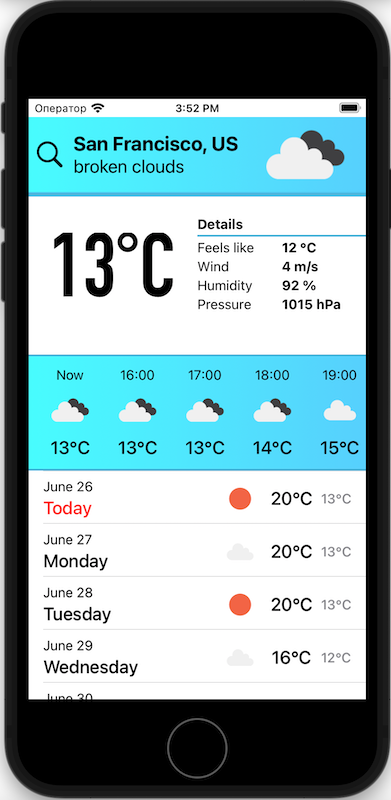 Оператор 3:52 PM
San Francisco, US
broken clouds
13°C
Details
Feels like 12 °C
Wind 4 m/s
Humidity 92 %
Pressure 1015 hPa
Now 16:00 17:00 18:00 19:00
13°C 13°C 13°C 14°C 15°C
June 26
Today 20°C 13°C
June 27
Monday 20°C 13°C
June 28
Tuesday 20°C 13°C
June 29
Wednesday 16°C 12°C
June 30